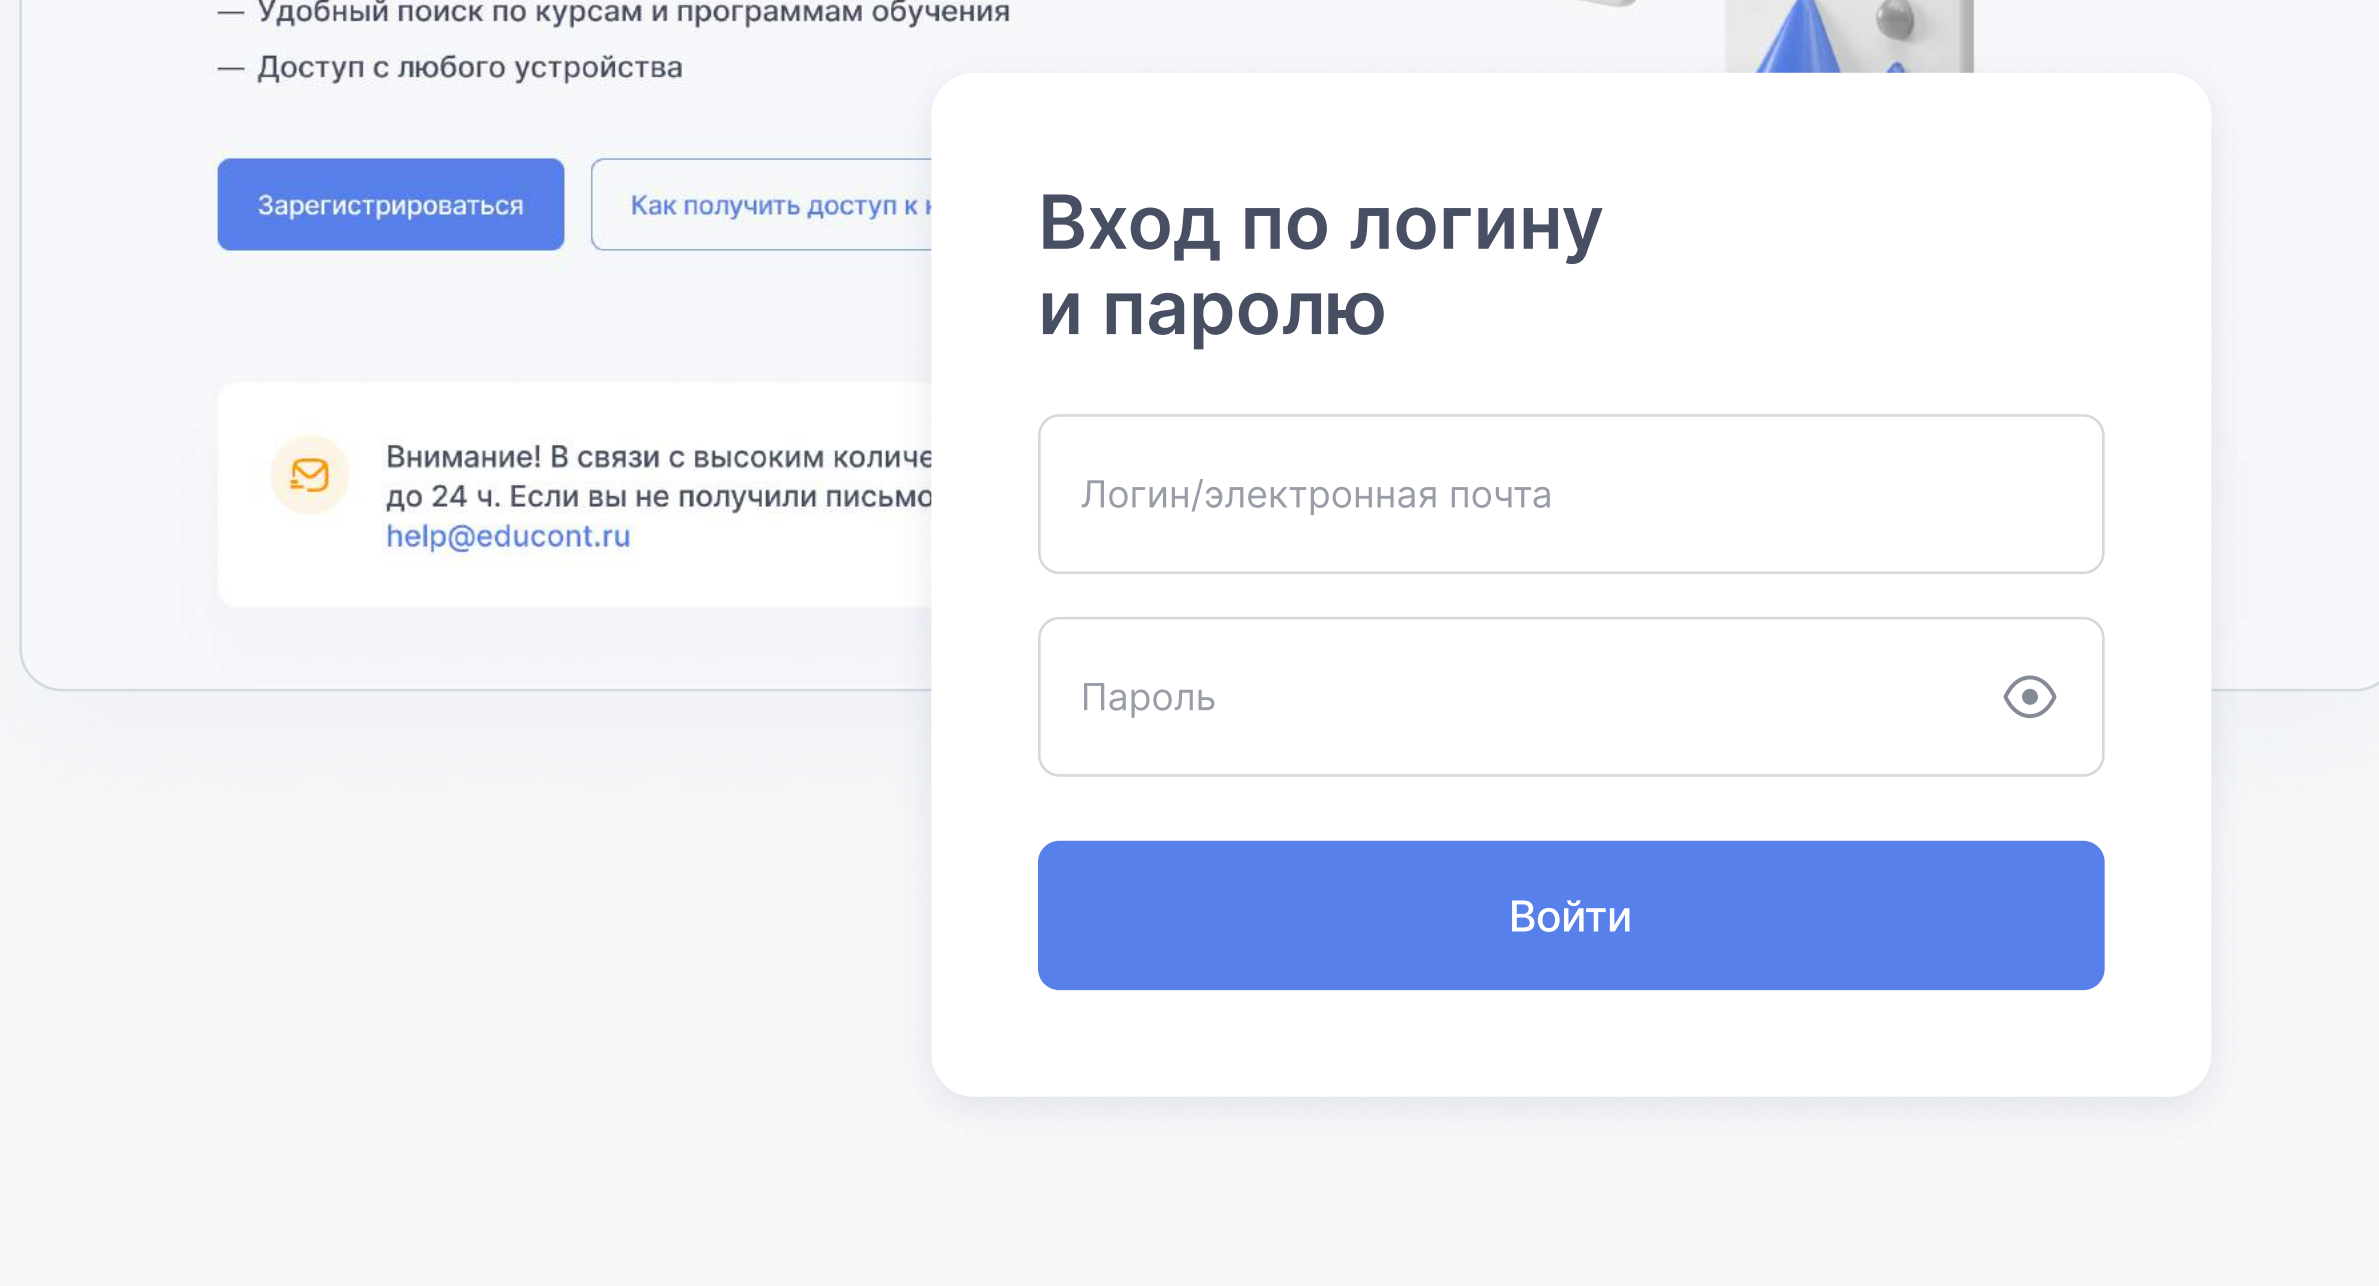 — Удобный поиск по курсам и программам обучения
— Доступ с любого устройства
Зарегистрироваться
Как получить доступ к
Внимание! В связи с высоким количе
до 24 ч. Если вы не получили письмо
help@educont.ru
Вход по логину
и паролю
Логин/электронная почта
Пароль
Войти